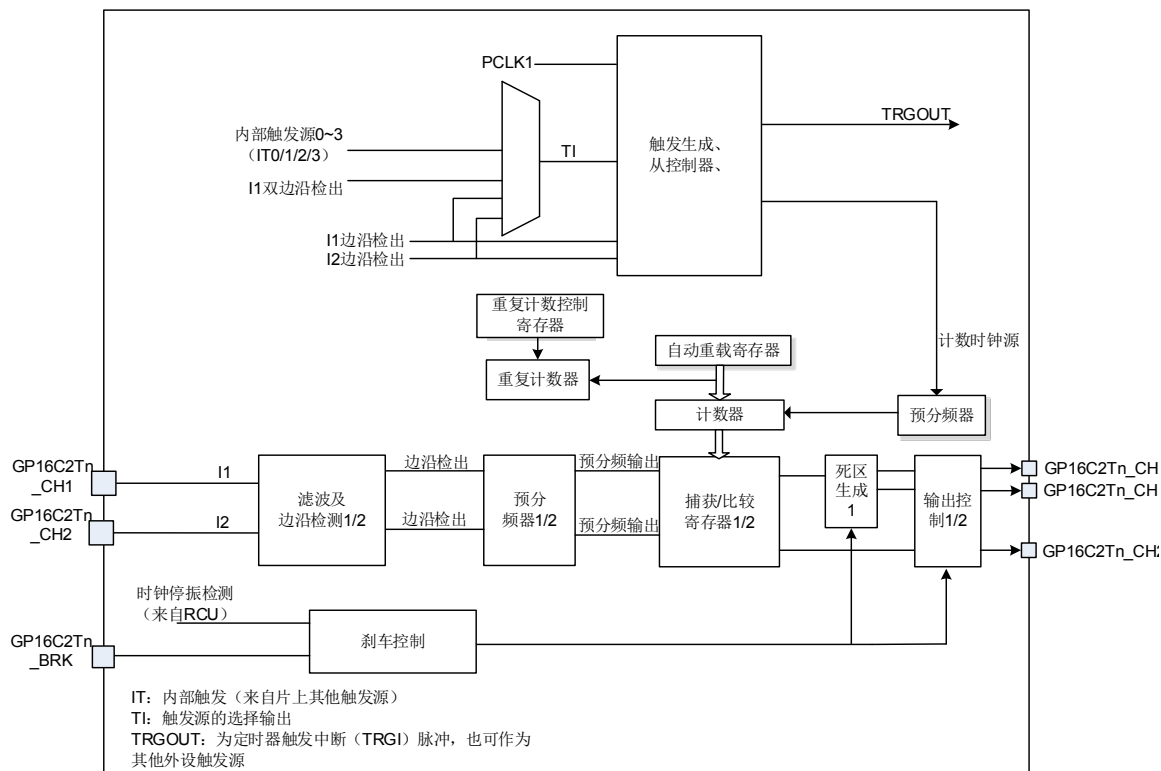 PCLK1
TRGOUT
内部触发源0~3
（IT0/1/2/3）
TI
触发生成、
从控制器、
I1双边沿检出
I1边沿检出
I2边沿检出
重复计数控制
寄存器
自动重载寄存器
计数时钟源
重复计数器
计数器
预分频器
GP16C2Tn
_CH1
I1
边沿检出
预分频输出
滤波及
边沿检测1/2
预分
频器1/2
捕获/比较
寄存器1/2
死区
生成
1
输出控
制1/2
GP16C2Tn_CH
GP16C2Tn_CH
GP16C2Tn
_CH2
I2
边沿检出
预分频输出
GP16C2Tn_CH2
时钟停振检测
（来自RCU）
刹车控制
GP16C2Tn
_BRK
IT：内部触发（来自片上其他触发源）
TI：触发源的选择输出
TRGOUT：为定时器触发中断（TRGI）脉冲，也可作为
其他外设触发源